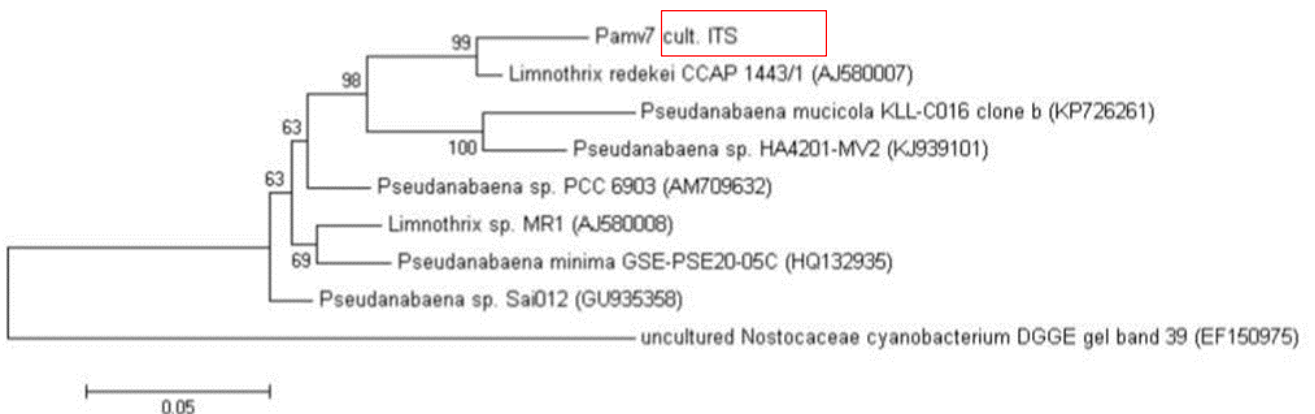 99
Pamv7 cult. ITS
98
Limnothrix redekei CCAP 1443/1 (AJ580007)
63
Pseudanabaena mucicola KLL-C016 clone b (KP726261)
100
Pseudanabaena sp. HA4201-MV2 (KJ939101)
63
Pseudanabaena sp. PCC 6903 (AM709632)
Limnothrix sp. MR1 (AJ580008)
69
Pseudanabaena minima GSE-PSE20-05C (HQ132935)
Pseudanabaena sp. Sai012 (GU935358)
uncultured Nostocaceae cyanobacterium DGGE gel band 39 (EF150975)
0.05